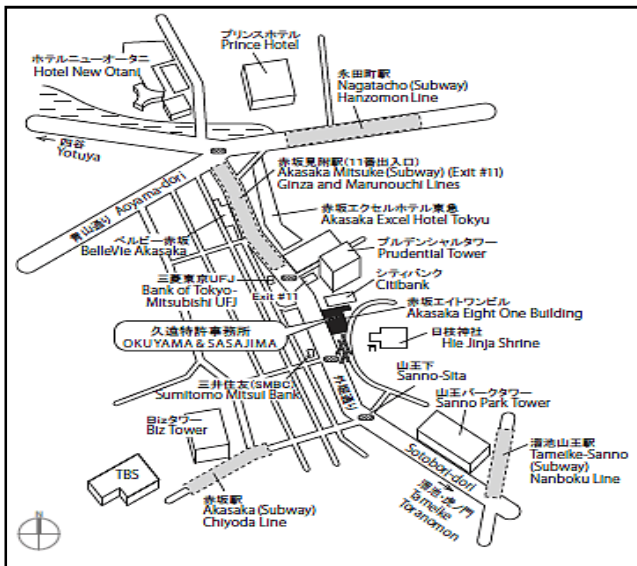 プリンスホテル
Prince Hotel
ホテルニューオータニ
Hotel New Otani
永田町駅
Nagatacho (Subway)
Hanzomon Line
四谷
Yotuya
赤坂見附駅(11番出入口)
Akasaka Mitsuke (Subway) (Exit #11)
Ginza and Marunouchi Lines
青山通り Aoyama-dori
赤坂エクセルホテル東急
Akasaka Excel Hotel Tokyu
ベルビー赤坂
BelleVie Akasaka
プルデンシャルタワー
Prudential Tower
三菱東京UFJ
Bank of Tokyo-
Mitsubishi UFJ
Exit #11
シティバンク
Citibank
赤坂エイトワンビル
Akasaka Eight One Building
久遠特許事務所
OKUYAMA & SASAJIMA
日枝神社
Hie Jinja Shrine
三井住友(SMBC)
Sumitomo Mitsui Bank
外堀通り
山王下
Sanno-Sita
山王パークタワー
Sanno Park Tower
Bizタワー
Biz Tower
溜池山王駅
Tameike-Sanno
(Subway)
Nanboku Line
Sotobori-dori
TBS
溜池・虎ノ門
Tameike
Toranomon
赤坂駅
Akasaka (Subway)
Chiyoda Line
N